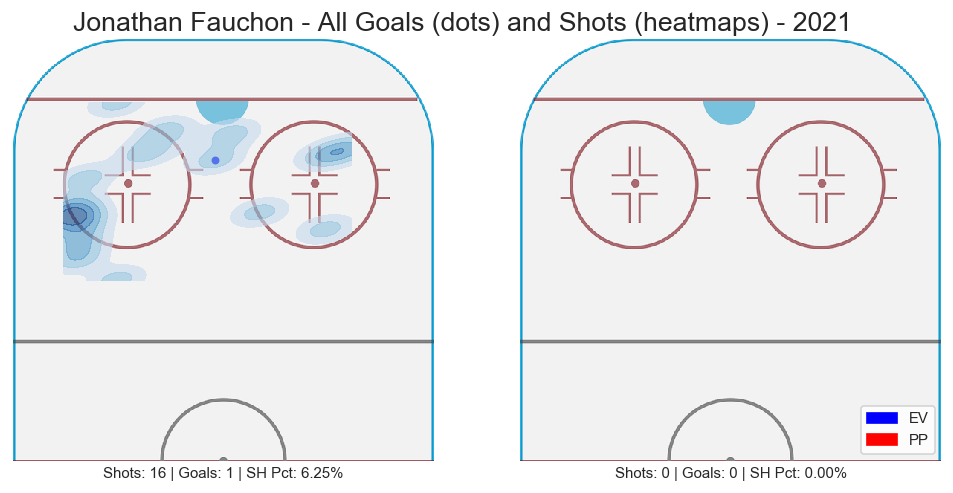 Jonathan Fauchon - All Goals (dots) and Shots (heatmaps) - 2021
EV
PP
Shots: 16 | Goals: 1 | SH Pct: 6.25%
Shots: 0 | Goals: 0 | SH Pct: 0.00%